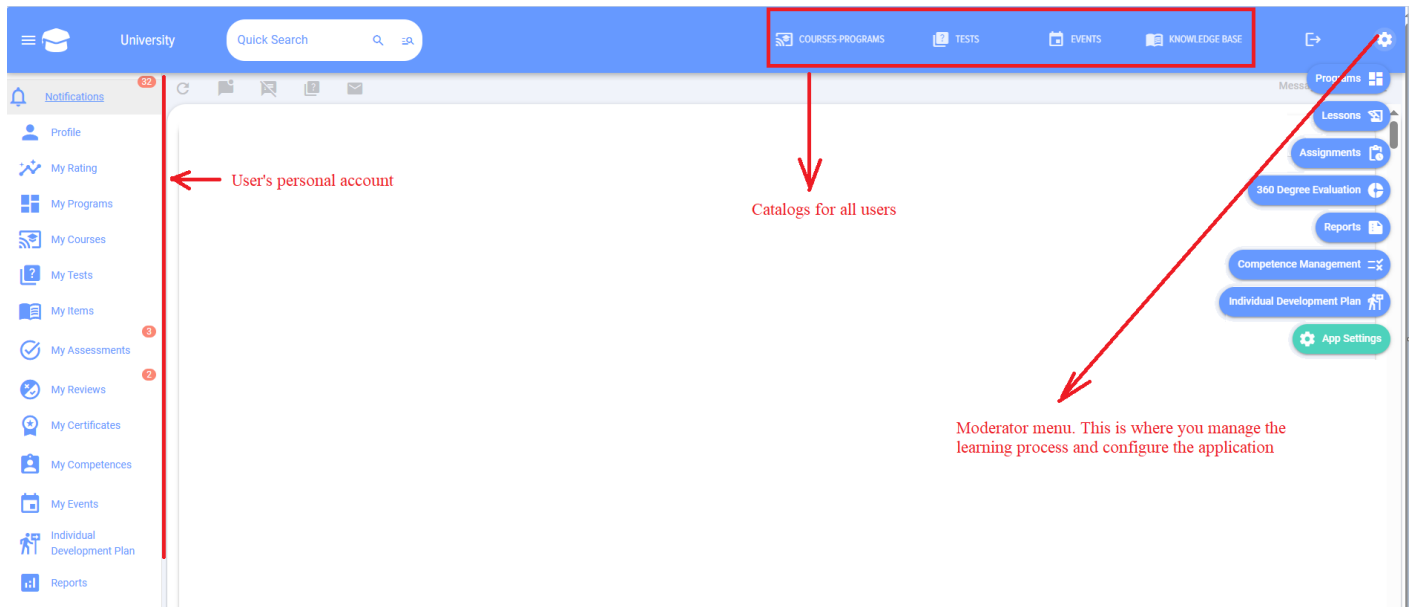 University
Quick Search
COURSES-PROGRAMS
TESTS
EVENTS
KNOWLEDGE BASE
32
Notifications
Profile
My Rating
My Programs
My Courses
My Tests
My Items
3
My Assessments
2
My Reviews
My Certificates
My Competences
My Events
Individual
Development Plan
Reports
User's personal account
Catalogs for all users
Programs
Lessons
Assignments
360 Degree Evaluation
Reports
Competence Management
Individual Development Plan
App Settings
Moderator menu. This is where you manage the
learning process and configure the application